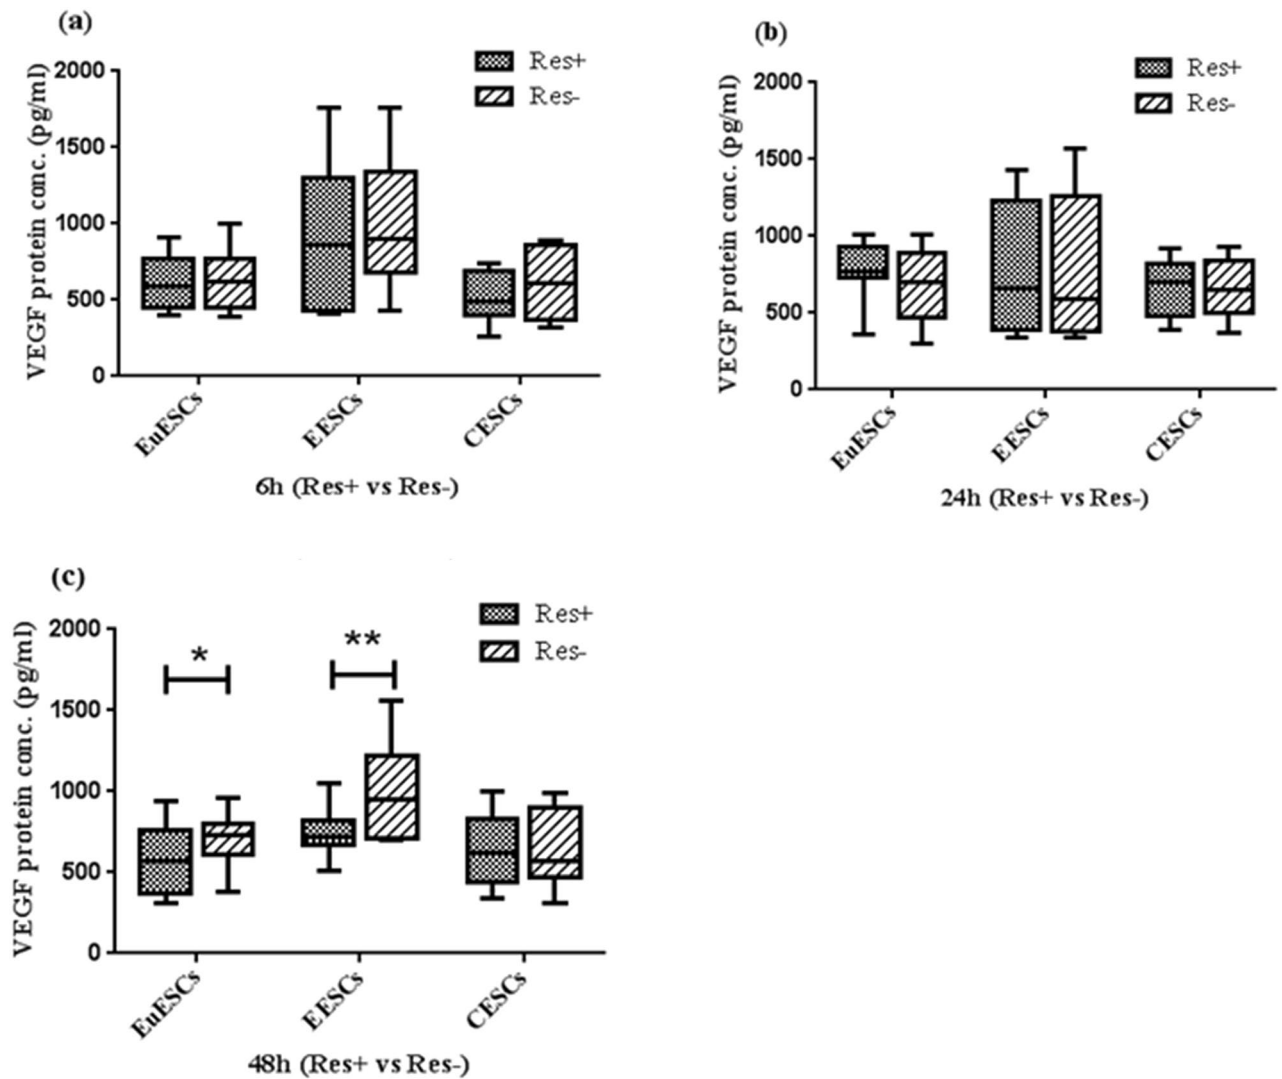 (a)
VEGF protein conc. (pg/ml)
2000
1500
1000
500
0
Res+
Res-
EuESCs
EESCs
CESCs
6h (Res+ vs Res-)
(b)
VEGF protein conc. (pg/ml)
2000
1500
1000
500
0
Res+
Res-
EuESCs
EESCs
CESCs
24h (Res+ vs Res-)
(c)
VEGF protein conc. (pg/ml)
2000
1500
1000
500
0
*
**
Res+
Res-
EuESCs
EESCs
CESCs
48h (Res+ vs Res-)